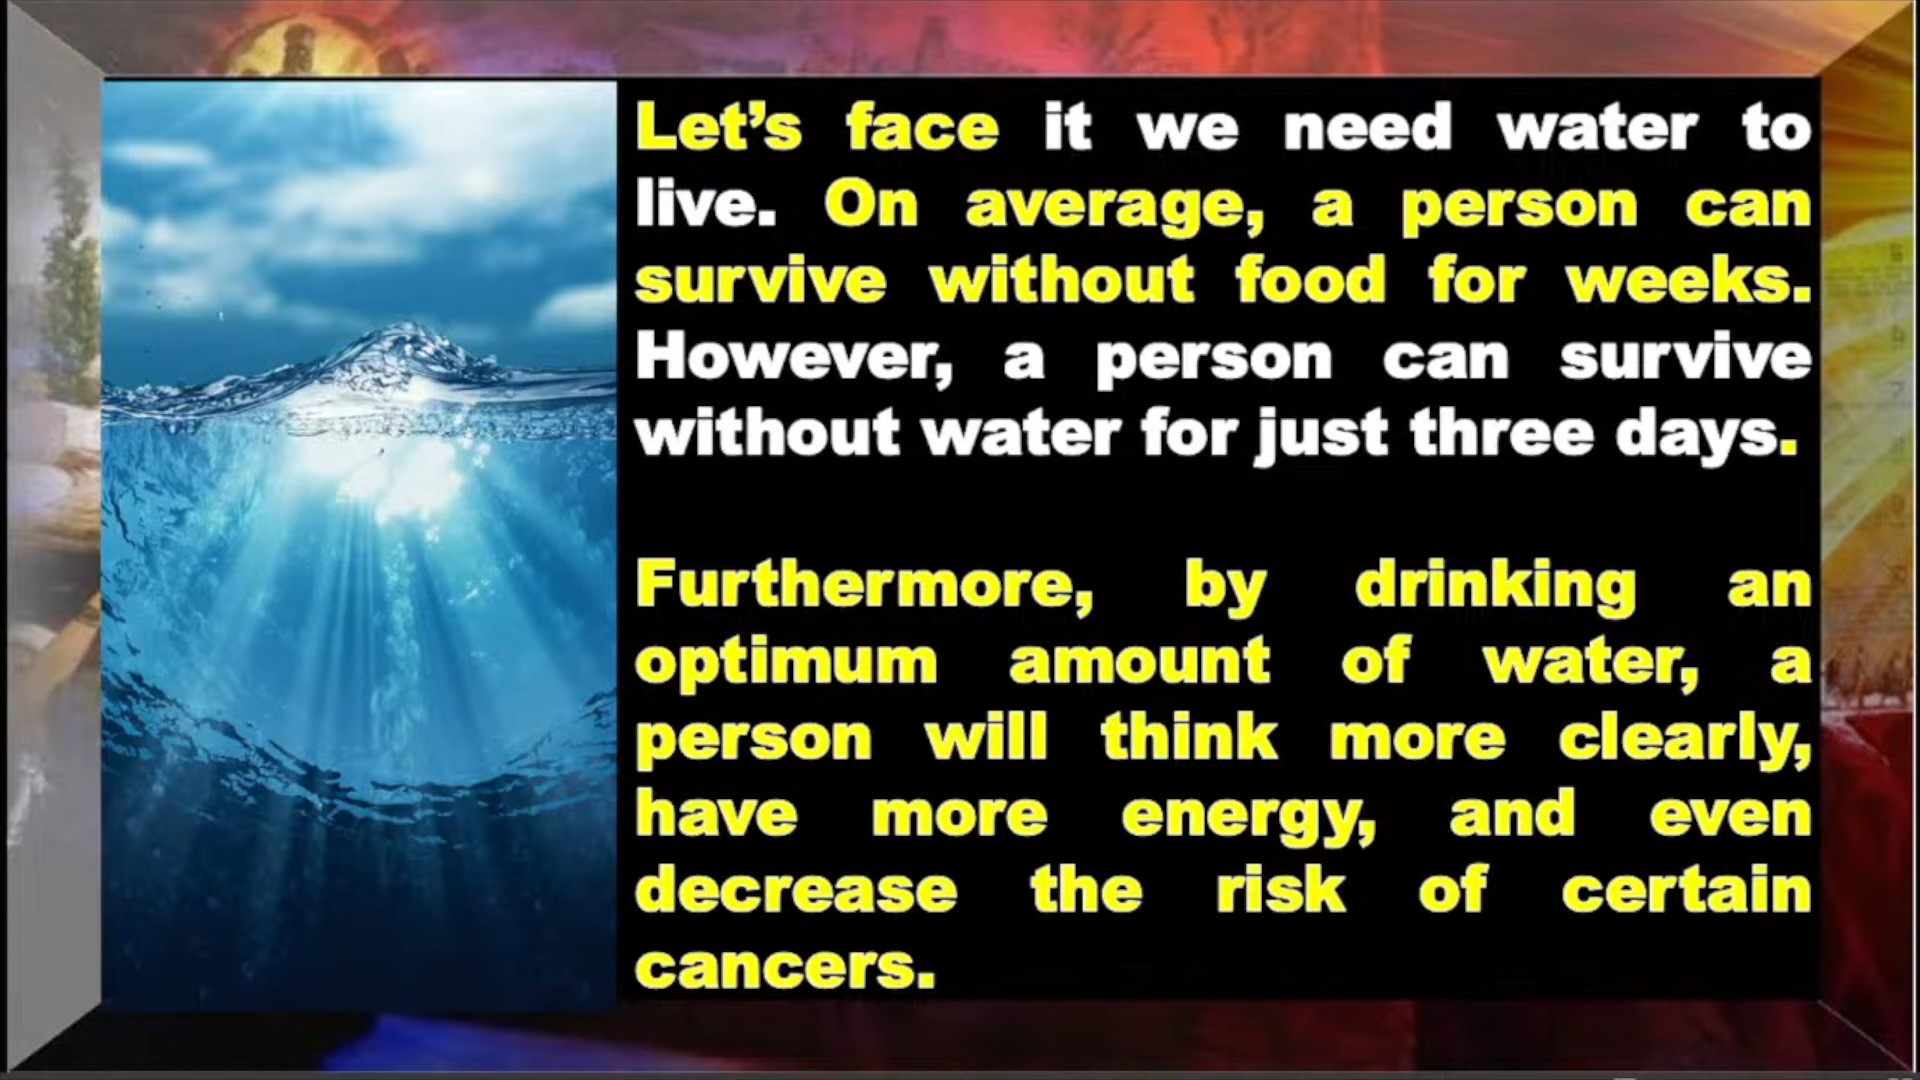 Let’s face it we need water to
live. On average, a person can
survive without food for weeks.
However, a person can survive
without water for just three days.
Furthermore, by drinking an
optimum amount of water, a
person will think more clearly,
have more energy, and even
decrease the risk of certain
cancers.